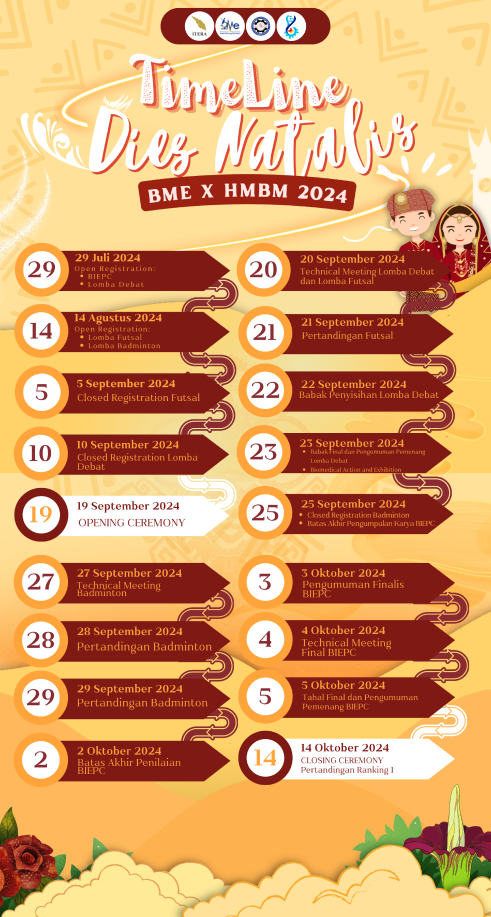 ITERA
TimeLine
Dies Natalis
BME X HMBM 2024
29
29 Juli 2024
Open Registration:
• BIEPC
• Lomba Debat
14
14 Agustus 2024
Open Registration:
• Lomba Futsal
• Lomba Badminton
5
5 September 2024
Closed Registration Futsal
10
10 September 2024
Closed Registration Lomba
Debat
19
19 September 2024
OPENING CEREMONY
20
20 September 2024
Technical Meeting Lomba Debat
dan Lomba Futsal
21
21 September 2024
Pertandingan Futsal
22
22 September 2024
Babak Penyisihan Lomba Debat
23
23 September 2024
• Babak Final dan Pengumuman Pemenang
Lomba Debat
• Biomedical Action and Exhibition
25
25 September 2024
• Closed Registration Badminton
• Batas Akhir Pengumpulan Karya BIEPC
27
27 September 2024
Technical Meeting
Badminton
28
28 September 2024
Pertandingan Badminton
29
29 September 2024
Pertandingan Badminton
2
2 Oktober 2024
Batas Akhir Penilaian
BIEPC
3
3 Oktober 2024
Pengumuman Finalis
BIEPC
4
4 Oktober 2024
Technical Meeting
Final BIEPC
5
5 Oktober 2024
Tahal Final dan Pengumuman
Pemenang BIEPC
14
14 Oktober 2024
CLOSING CEREMONY
Pertandingan Ranking 1